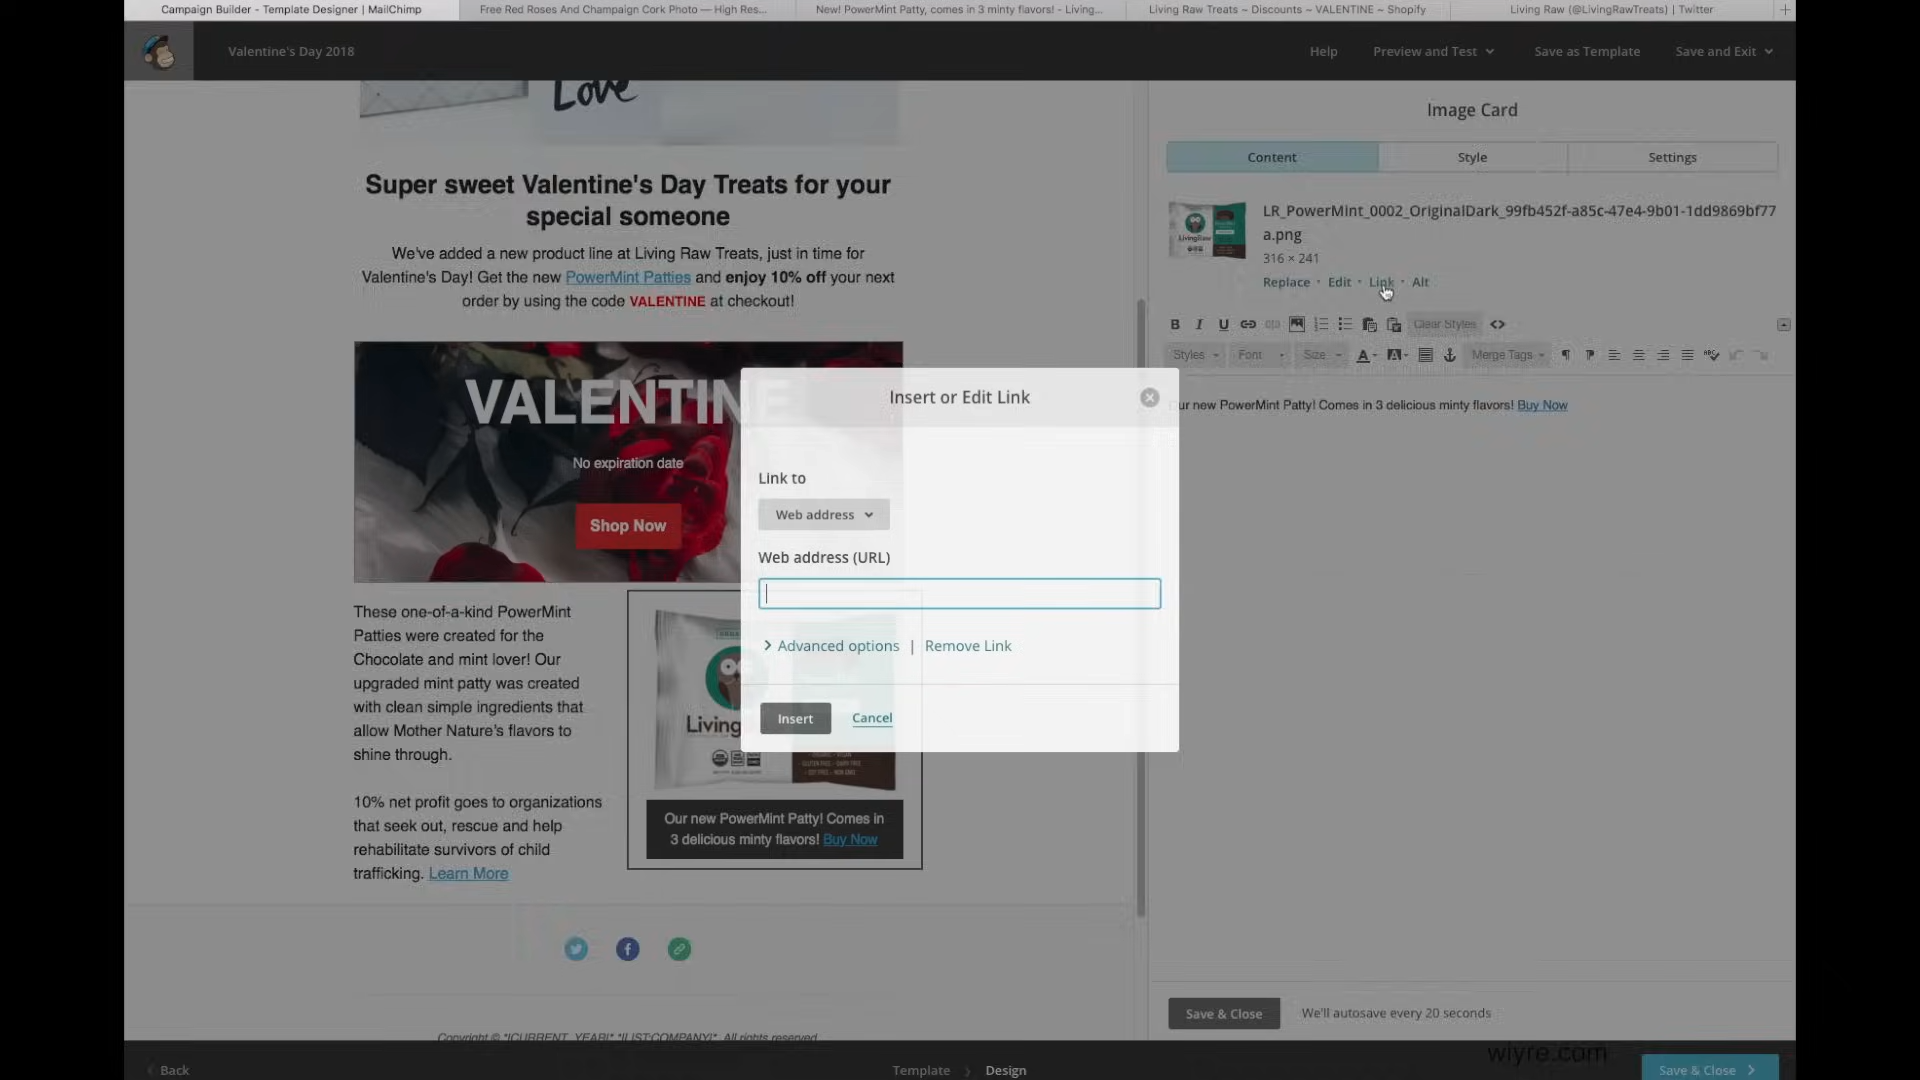 Campaign Builder - Template Designer | MailChimp
Free Red Roses And Champaign Cork Photo — High Res...
New! PowerMint Patty, comes in 3 minty flavors! - Living...
Living Raw Treats ~ Discounts ~ VALENTINE ~ Shopify
Living Raw (@LivingRawTreats) | Twitter
Valentine's Day 2018
Help
Preview and Test
Save as Template
Save and Exit
Love
Super sweet Valentine's Day Treats for your
special someone
We've added a new product line at Living Raw Treats, just in time for
Valentine's Day! Get the new PowerMint Patties and enjoy 10% off your next
order by using the code VALENTINE at checkout!
VALENTINE
No expiration date
Shop Now
These one-of-a-kind PowerMint
Patties were created for the
Chocolate and mint lover! Our
upgraded mint patty was created
with clean simple ingredients that
allow Mother Nature's flavors to
shine through.
10% net profit goes to organizations
that seek out, rescue and help
rehabilitate survivors of child
trafficking. Learn More
Living
Our new PowerMint Patty! Comes in
3 delicious minty flavors! Buy Now
Copyright © *|CURRENT_YEAR|* *|LIST:COMPANY|*, All rights reserved.
Insert or Edit Link
Link to
Web address
Web address (URL)
Advanced options | Remove Link
Insert
Cancel
Image Card
Content
Style
Settings
LivingRaw
LR_PowerMint_0002_OriginalDark_99fb452f-a85c-47e4-9b01-1dd9869bf77
a.png
316 × 241
Replace · Edit · Link · Alt
B I U
Clear Styles
Styles
Font
Size
A
A
Merge Tags
ur new PowerMint Patty! Comes in 3 delicious minty flavors! Buy Now
Save & Close
We'll autosave every 20 seconds
wiyre.com
Back
Template
Design
Save & Close